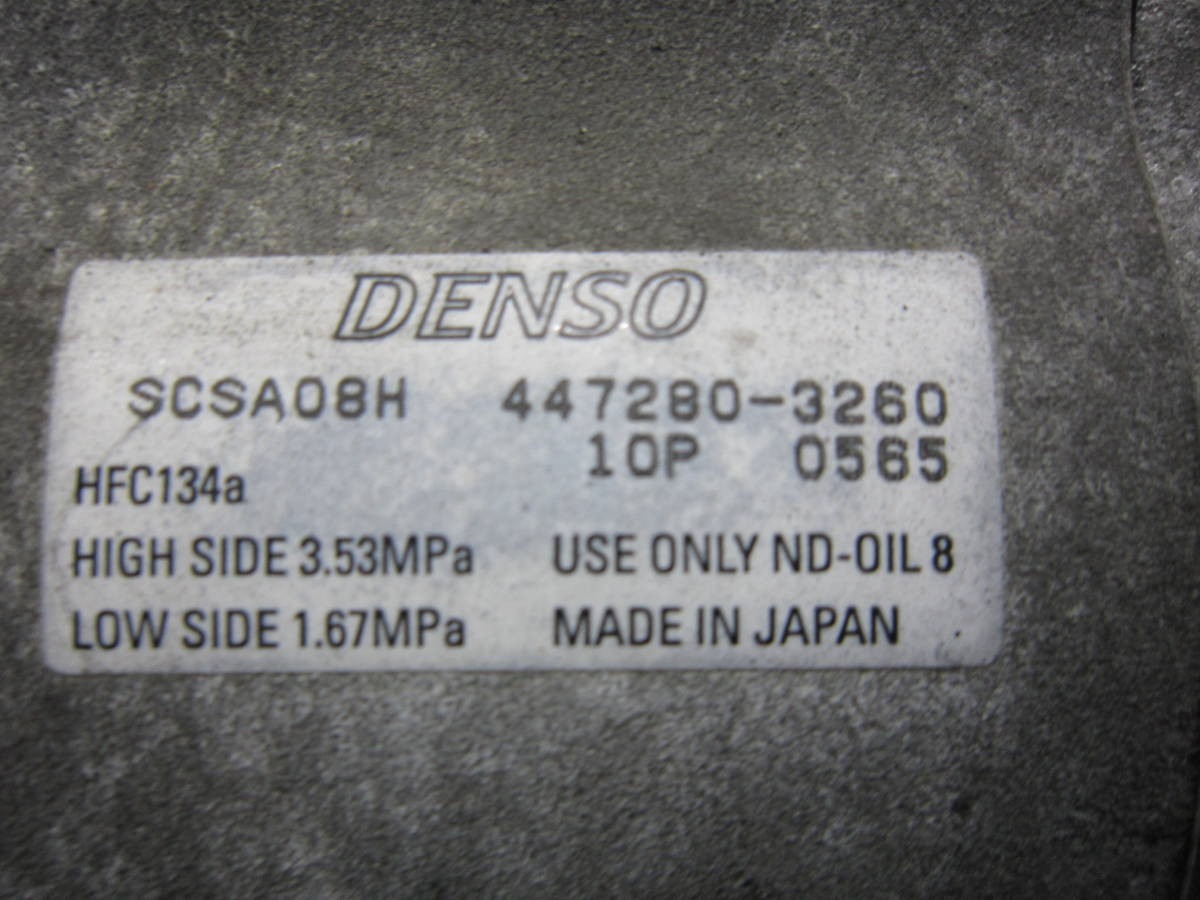 DENSO
SCSA08H 447280-3260
10P 0565
HFC134a
HIGH SIDE 3.53MPa USE ONLY ND-OIL 8
LOW SIDE 1.67MPa MADE IN JAPAN